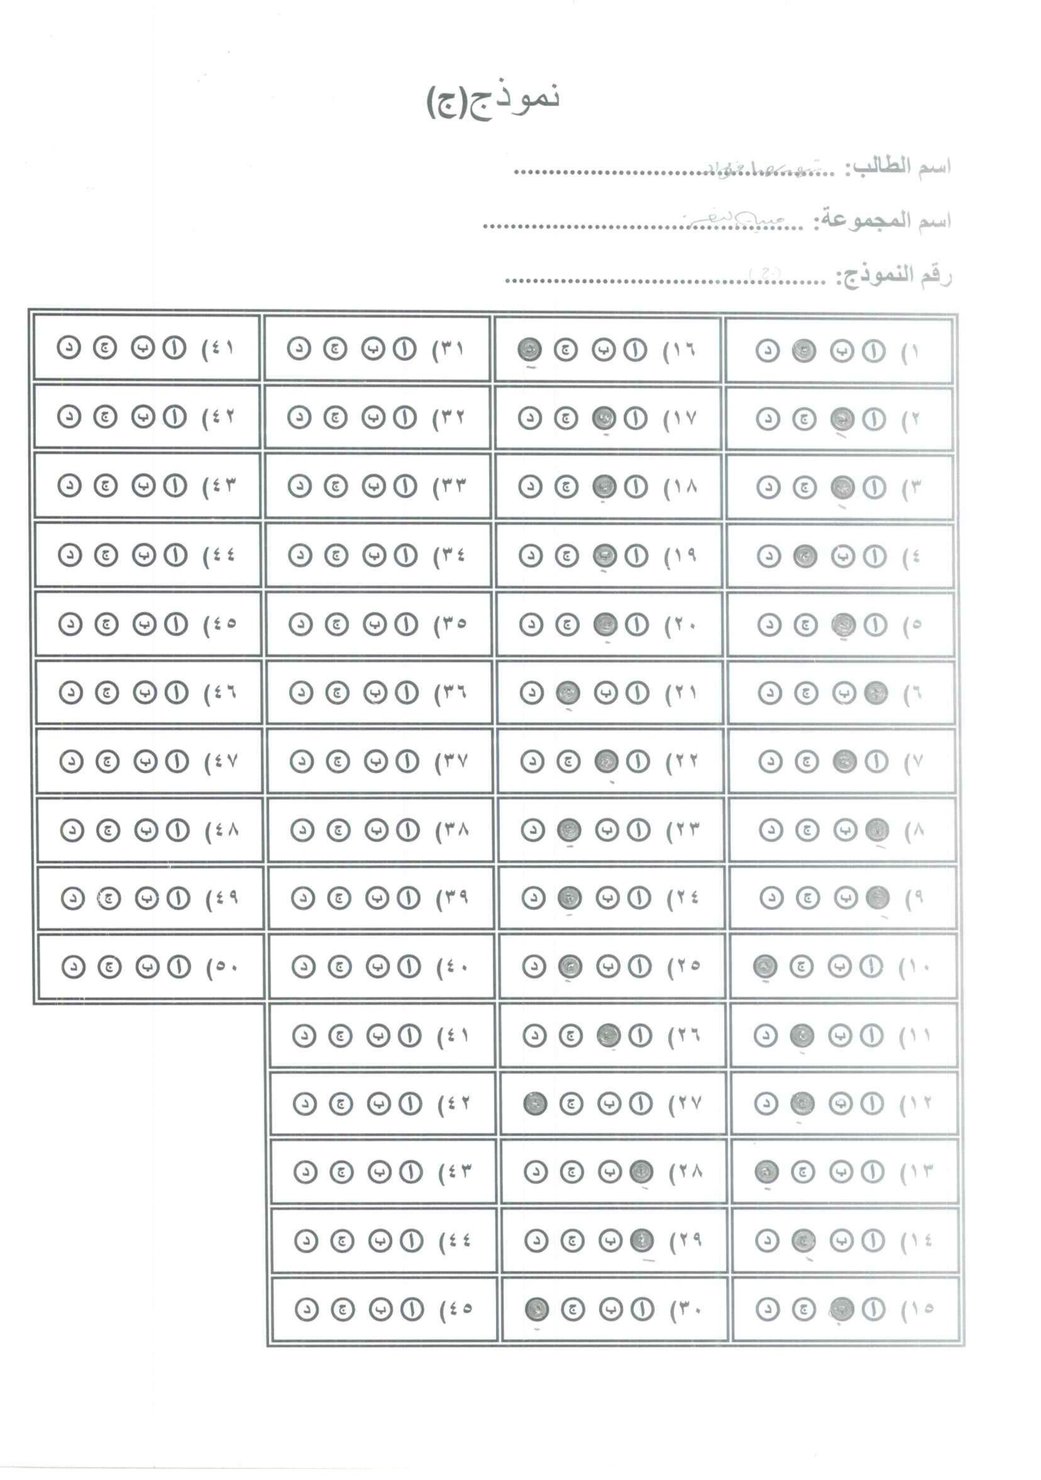 نموذج(ج)
اسم الطالب: ........................................
اسم المجموعة: ........................................
رقم النموذج: ......(ج)..................................
١) ا ب ج د
٢) ا ب ج د
٣) ا ب ج د
٤) ا ب ج د
٥) ا ب ج د
٦) ا ب ج د
٧) ا ب ج د
٨) ا ب ج د
٩) ا ب ج د
١٠) ا ب ج د
١١) ا ب ج د
١٢) ا ب ج د
١٣) ا ب ج د
١٤) ا ب ج د
١٥) ا ب ج د
١٦) ا ب ج د
١٧) ا ب ج د
١٨) ا ب ج د
١٩) ا ب ج د
٢٠) ا ب ج د
٢١) ا ب ج د
٢٢) ا ب ج د
٢٣) ا ب ج د
٢٤) ا ب ج د
٢٥) ا ب ج د
٢٦) ا ب ج د
٢٧) ا ب ج د
٢٨) ا ب ج د
٢٩) ا ب ج د
٣٠) ا ب ج د
٣١) ا ب ج د
٣٢) ا ب ج د
٣٣) ا ب ج د
٣٤) ا ب ج د
٣٥) ا ب ج د
٣٦) ا ب ج د
٣٧) ا ب ج د
٣٨) ا ب ج د
٣٩) ا ب ج د
٤٠) ا ب ج د
٤١) ا ب ج د
٤٢) ا ب ج د
٤٣) ا ب ج د
٤٤) ا ب ج د
٤٥) ا ب ج د
٤١) ا ب ج د
٤٢) ا ب ج د
٤٣) ا ب ج د
٤٤) ا ب ج د
٤٥) ا ب ج د
٤٦) ا ب ج د
٤٧) ا ب ج د
٤٨) ا ب ج د
٤٩) ا ب ج د
٥٠) ا ب ج د